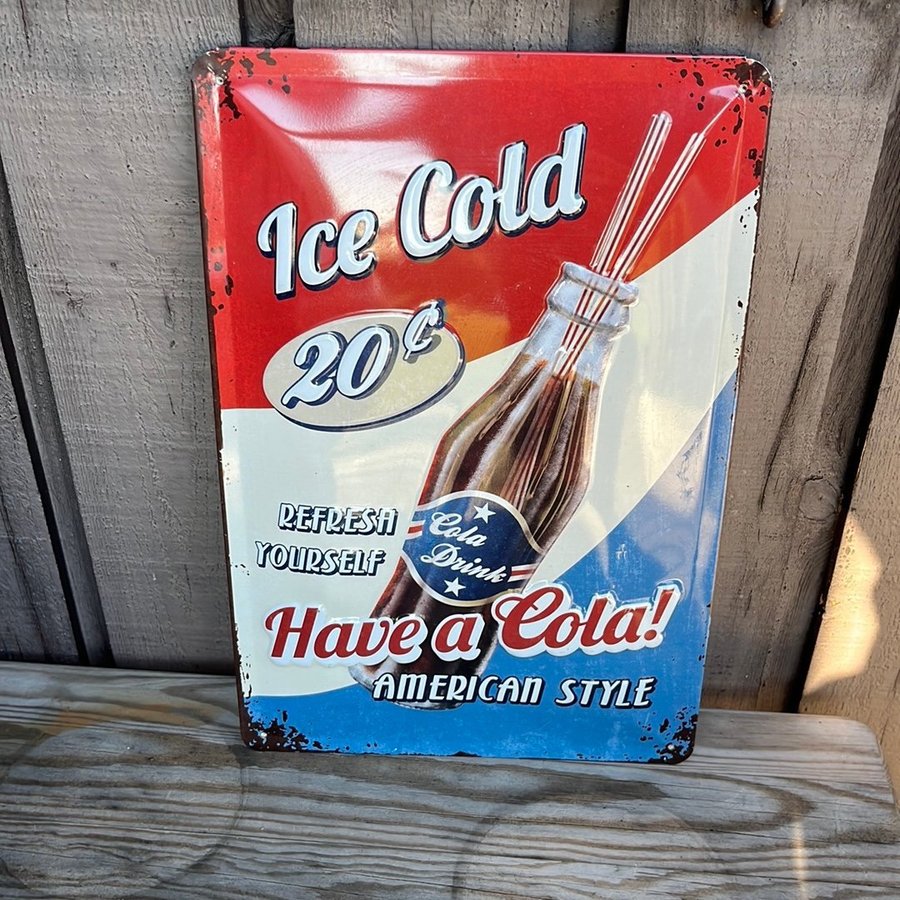 Ice Cold
20¢
REFRESH
YOURSELF
Cola
Drink
Have a Cola!
AMERICAN STYLE